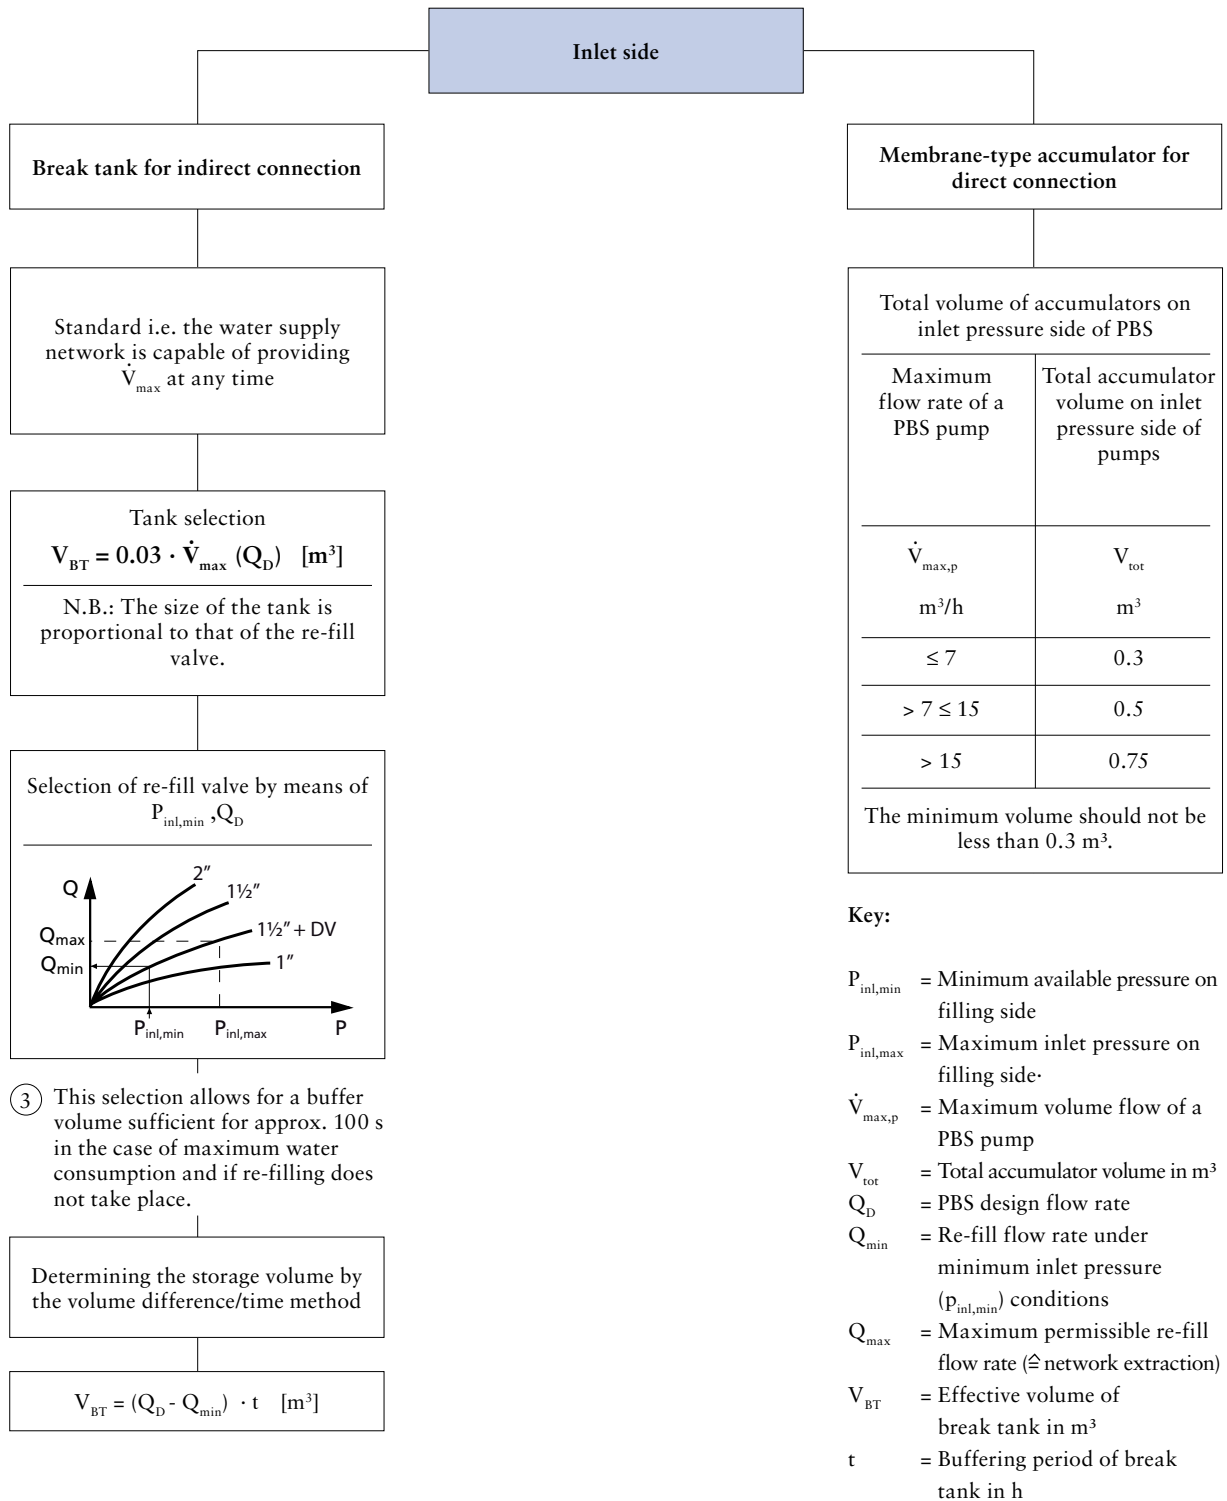 Inlet side
Break tank for indirect connection
Standard i.e. the water supply
network is capable of providing
V̇max at any time
Tank selection
VBT = 0.03 · V̇max (QD) [m³]
N.B.: The size of the tank is
proportional to that of the re-fill
valve.
Selection of re-fill valve by means of
Pinl,min ,QD
Q
2″
1½″
1½″ + DV
1″
Qmax
Qmin
Pinl,min
Pinl,max
P
3 This selection allows for a buffer
volume sufficient for approx. 100 s
in the case of maximum water
consumption and if re-filling does
not take place.
Determining the storage volume by
the volume difference/time method
VBT = (QD - Qmin) · t [m³]
Membrane-type accumulator for
direct connection
Total volume of accumulators on
inlet pressure side of PBS
Maximum
flow rate of a
PBS pump
Total accumulator
volume on inlet
pressure side of
pumps
V̇max,p Vtot
m³/h m³
≤ 7 0.3
> 7 ≤ 15 0.5
> 15 0.75
The minimum volume should not be
less than 0.3 m³.
Key:
Pinl,min = Minimum available pressure on
filling side
Pinl,max = Maximum inlet pressure on
filling side·
V̇max,p = Maximum volume flow of a
PBS pump
Vtot = Total accumulator volume in m³
QD = PBS design flow rate
Qmin = Re-fill flow rate under
minimum inlet pressure
(pinl,min) conditions
Qmax = Maximum permissible re-fill
flow rate (≙ network extraction)
VBT = Effective volume of
break tank in m³
t = Buffering period of break
tank in h